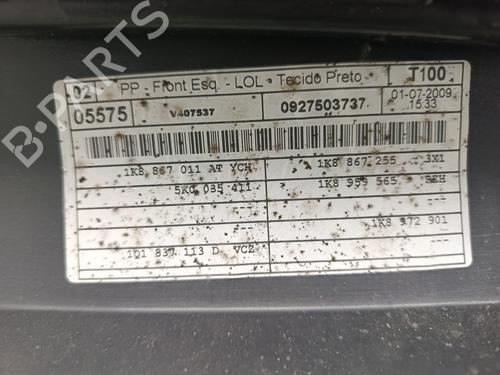 B-PARTS
02 PP - Front Esq. - LOL - Tecido Preto T100
05575 V407537 0927503737 01-07-2009 15:33
1K8 867 011 AT YCH 1K8 867 255 3X1
5K0 035 411 1K8 959 565 REH
--- ---
--- 1K8 972 901
1Q1 837 113 D VCZ ---
---